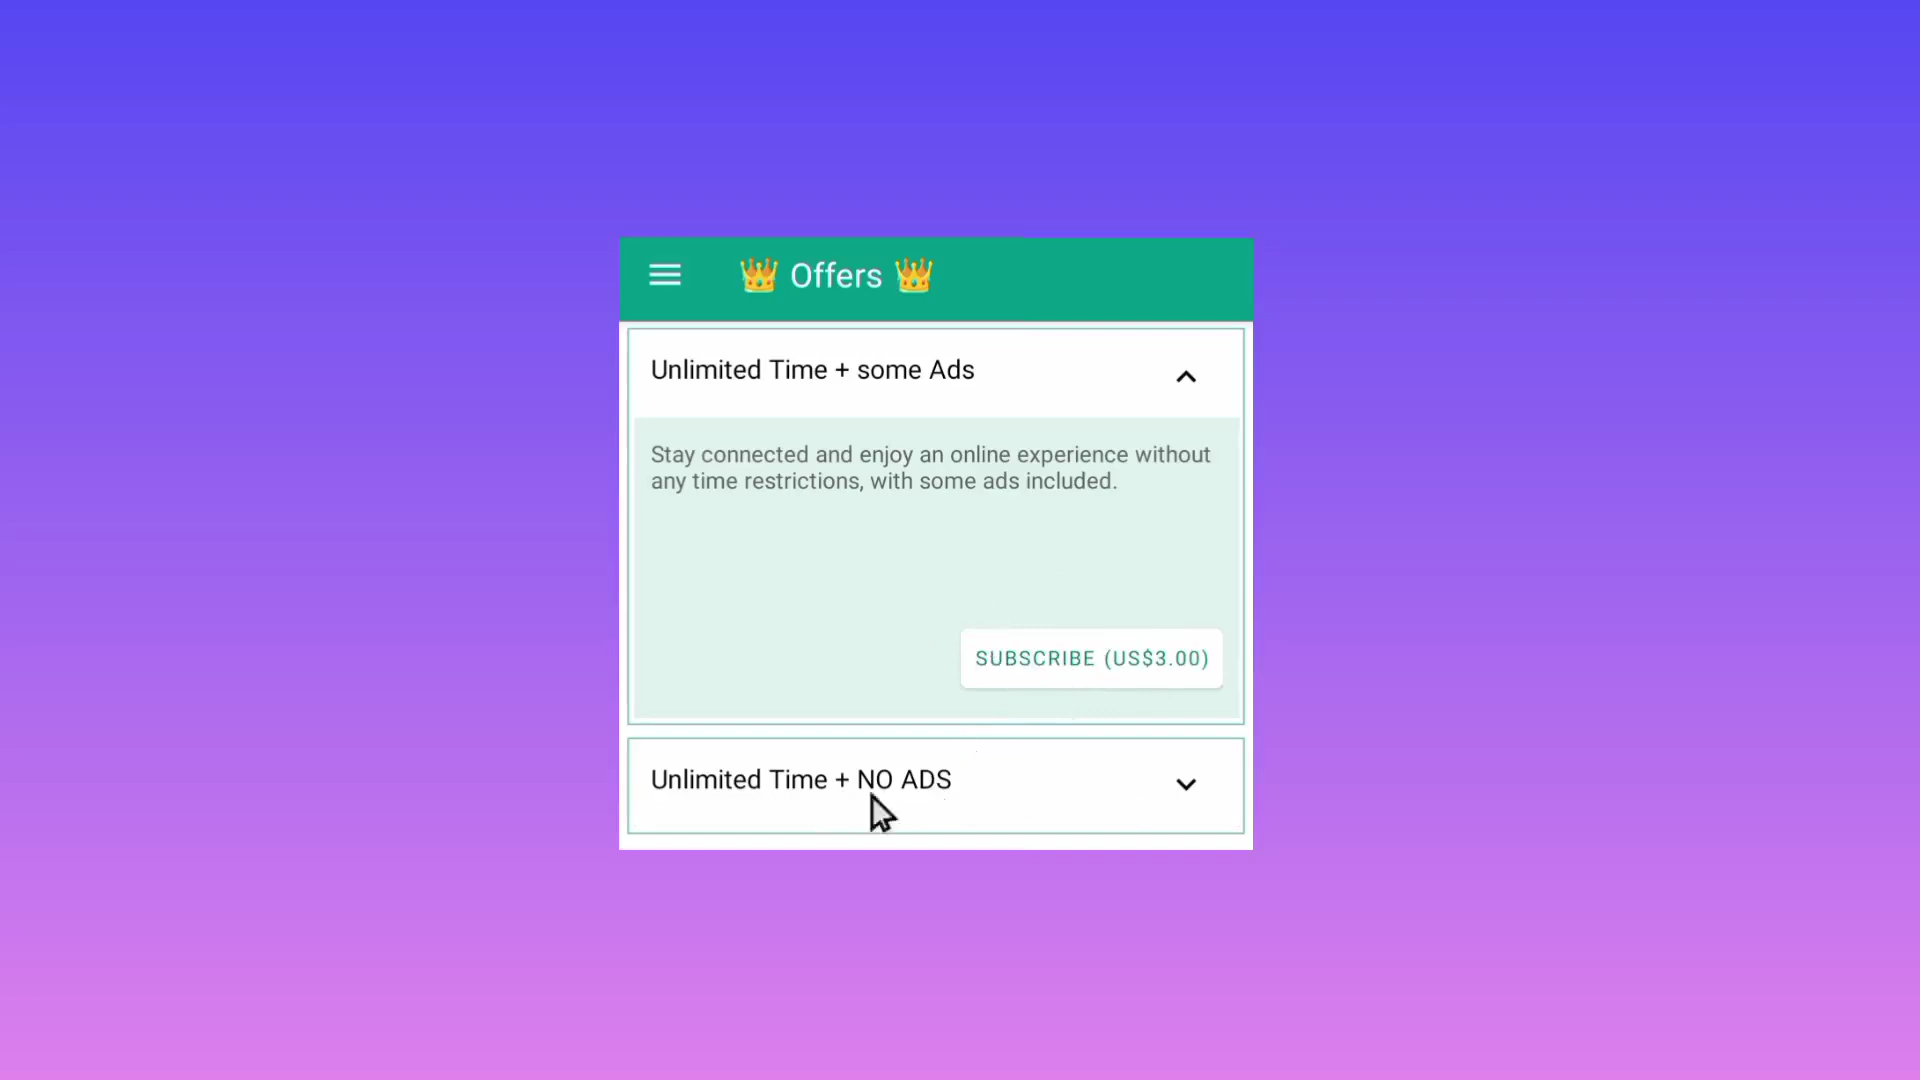 👑 Offers 👑
Unlimited Time + some Ads
Stay connected and enjoy an online experience without
any time restrictions, with some ads included.
SUBSCRIBE (US$3.00)
Unlimited Time + NO ADS